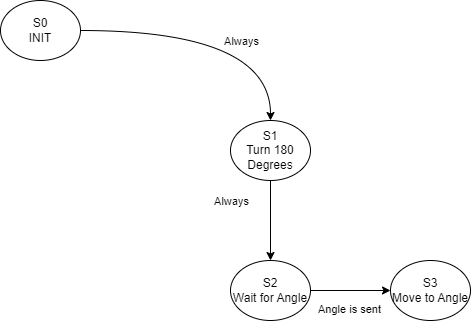 S0
INIT
Always
S1
Turn 180
Degrees
Always
S2
Wait for Angle
Angle is sent
S3
Move to Angle